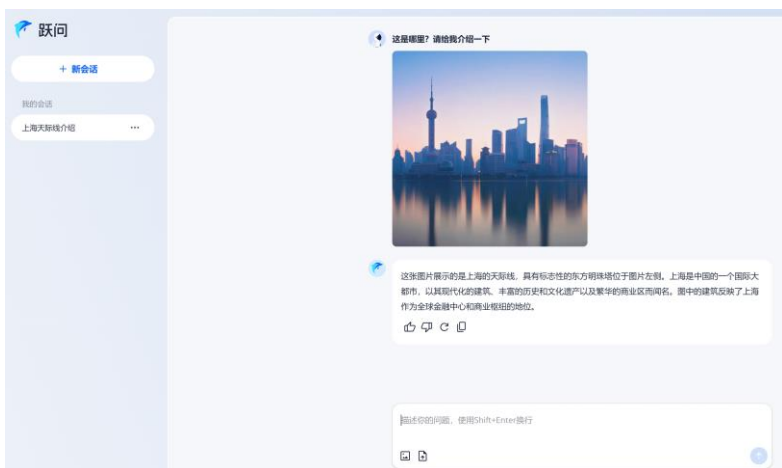 跃问
+ 新会话
我的会话
上海天际线介绍
...
这是哪里？请给我介绍一下
这张图片展示的是上海的天际线，具有标志性的东方明珠塔位于图片左侧。上海是中国的一个国际大
都市，以其现代化的建筑、丰富的历史和文化遗产以及繁华的商业区而闻名。图中的建筑反映了上海
作为全球金融中心和商业枢纽的地位。
描述你的问题，使用Shift+Enter换行